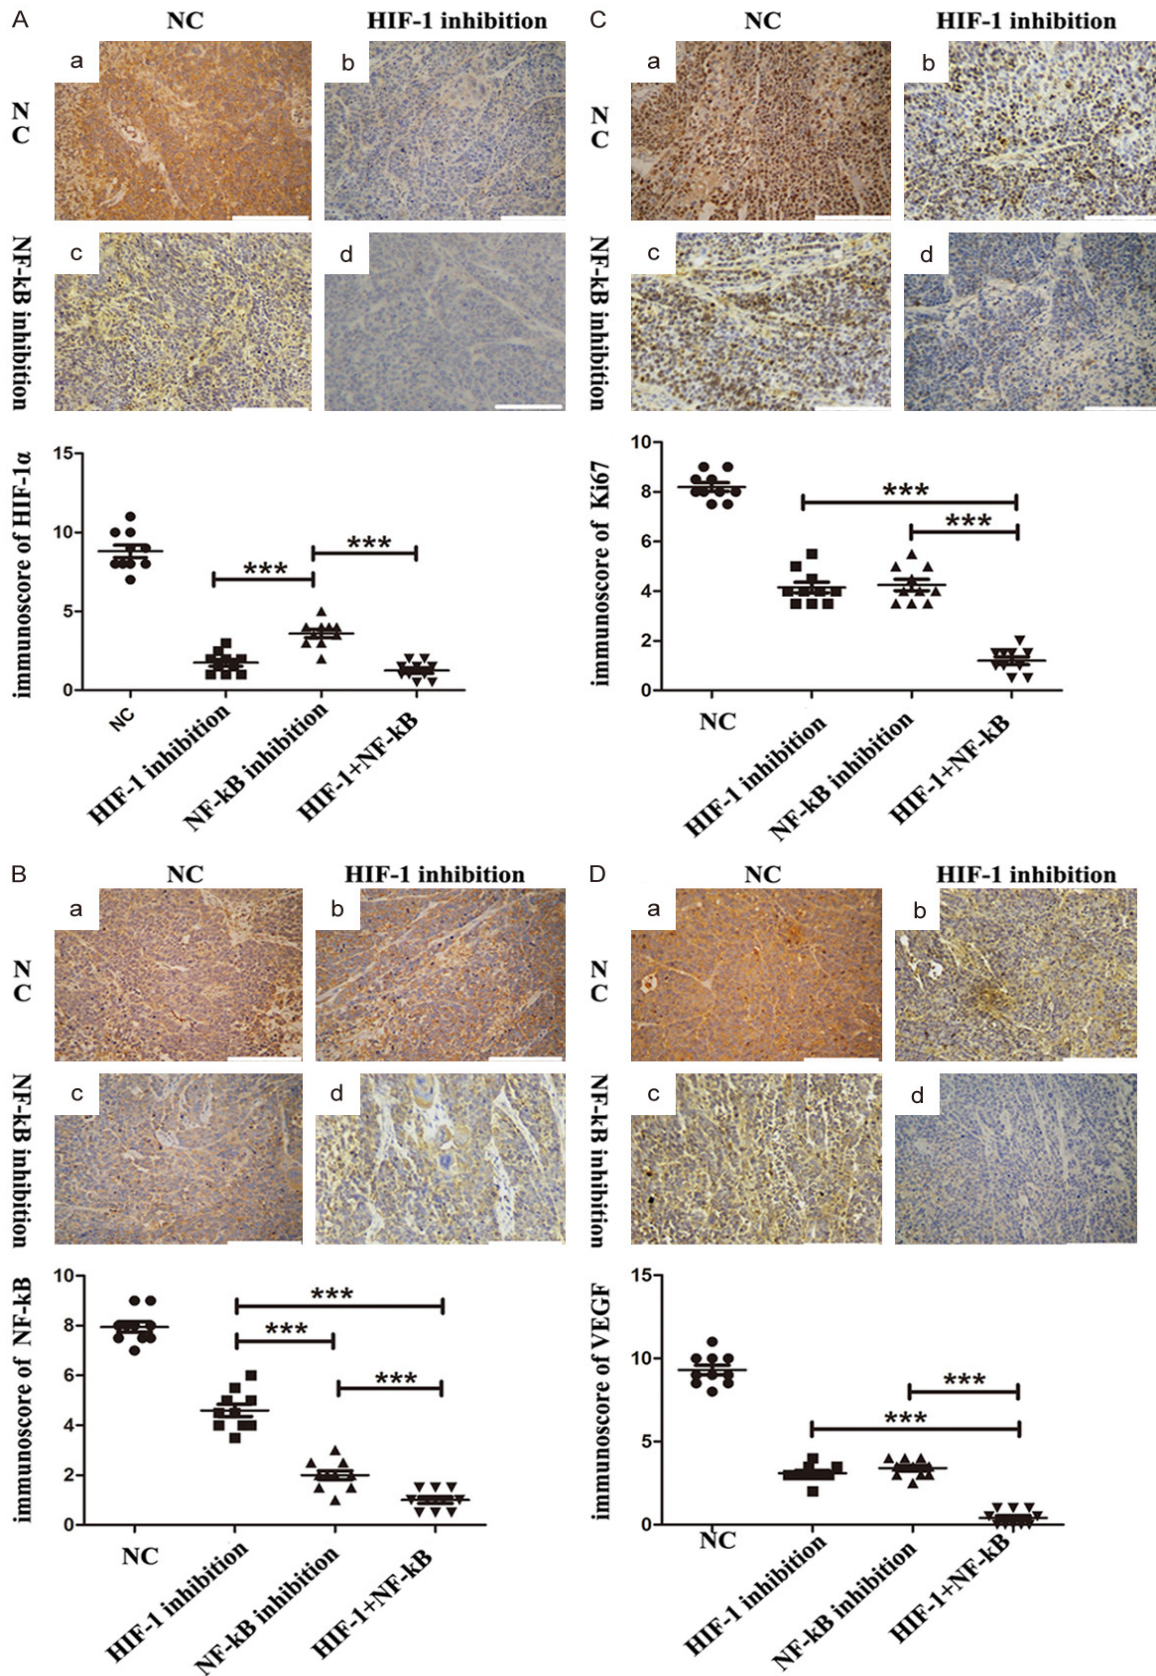 A
NC
HIF-1 inhibition
a
b
N
C
c
d
NF-kB inhibition
immunoscore of HIF-1α
15
10
5
0
***
***
NC
HIF-1 inhibition
NF-kB inhibition
HIF-1+NF-kB
C
NC
HIF-1 inhibition
a
b
N
C
c
d
NF-kB inhibition
immunoscore of Ki67
10
8
6
4
2
0
***
***
NC
HIF-1 inhibition
NF-kB inhibition
HIF-1+NF-kB
B
NC
HIF-1 inhibition
a
b
N
C
c
d
NF-kB inhibition
immunoscore of NF-kB
10
8
6
4
2
0
***
***
***
NC
HIF-1 inhibition
NF-kB inhibition
HIF-1+NF-kB
D
NC
HIF-1 inhibition
a
b
N
C
c
d
NF-kB inhibition
immunoscore of VEGF
15
10
5
0
***
***
NC
HIF-1 inhibition
NF-kB inhibition
HIF-1+NF-kB